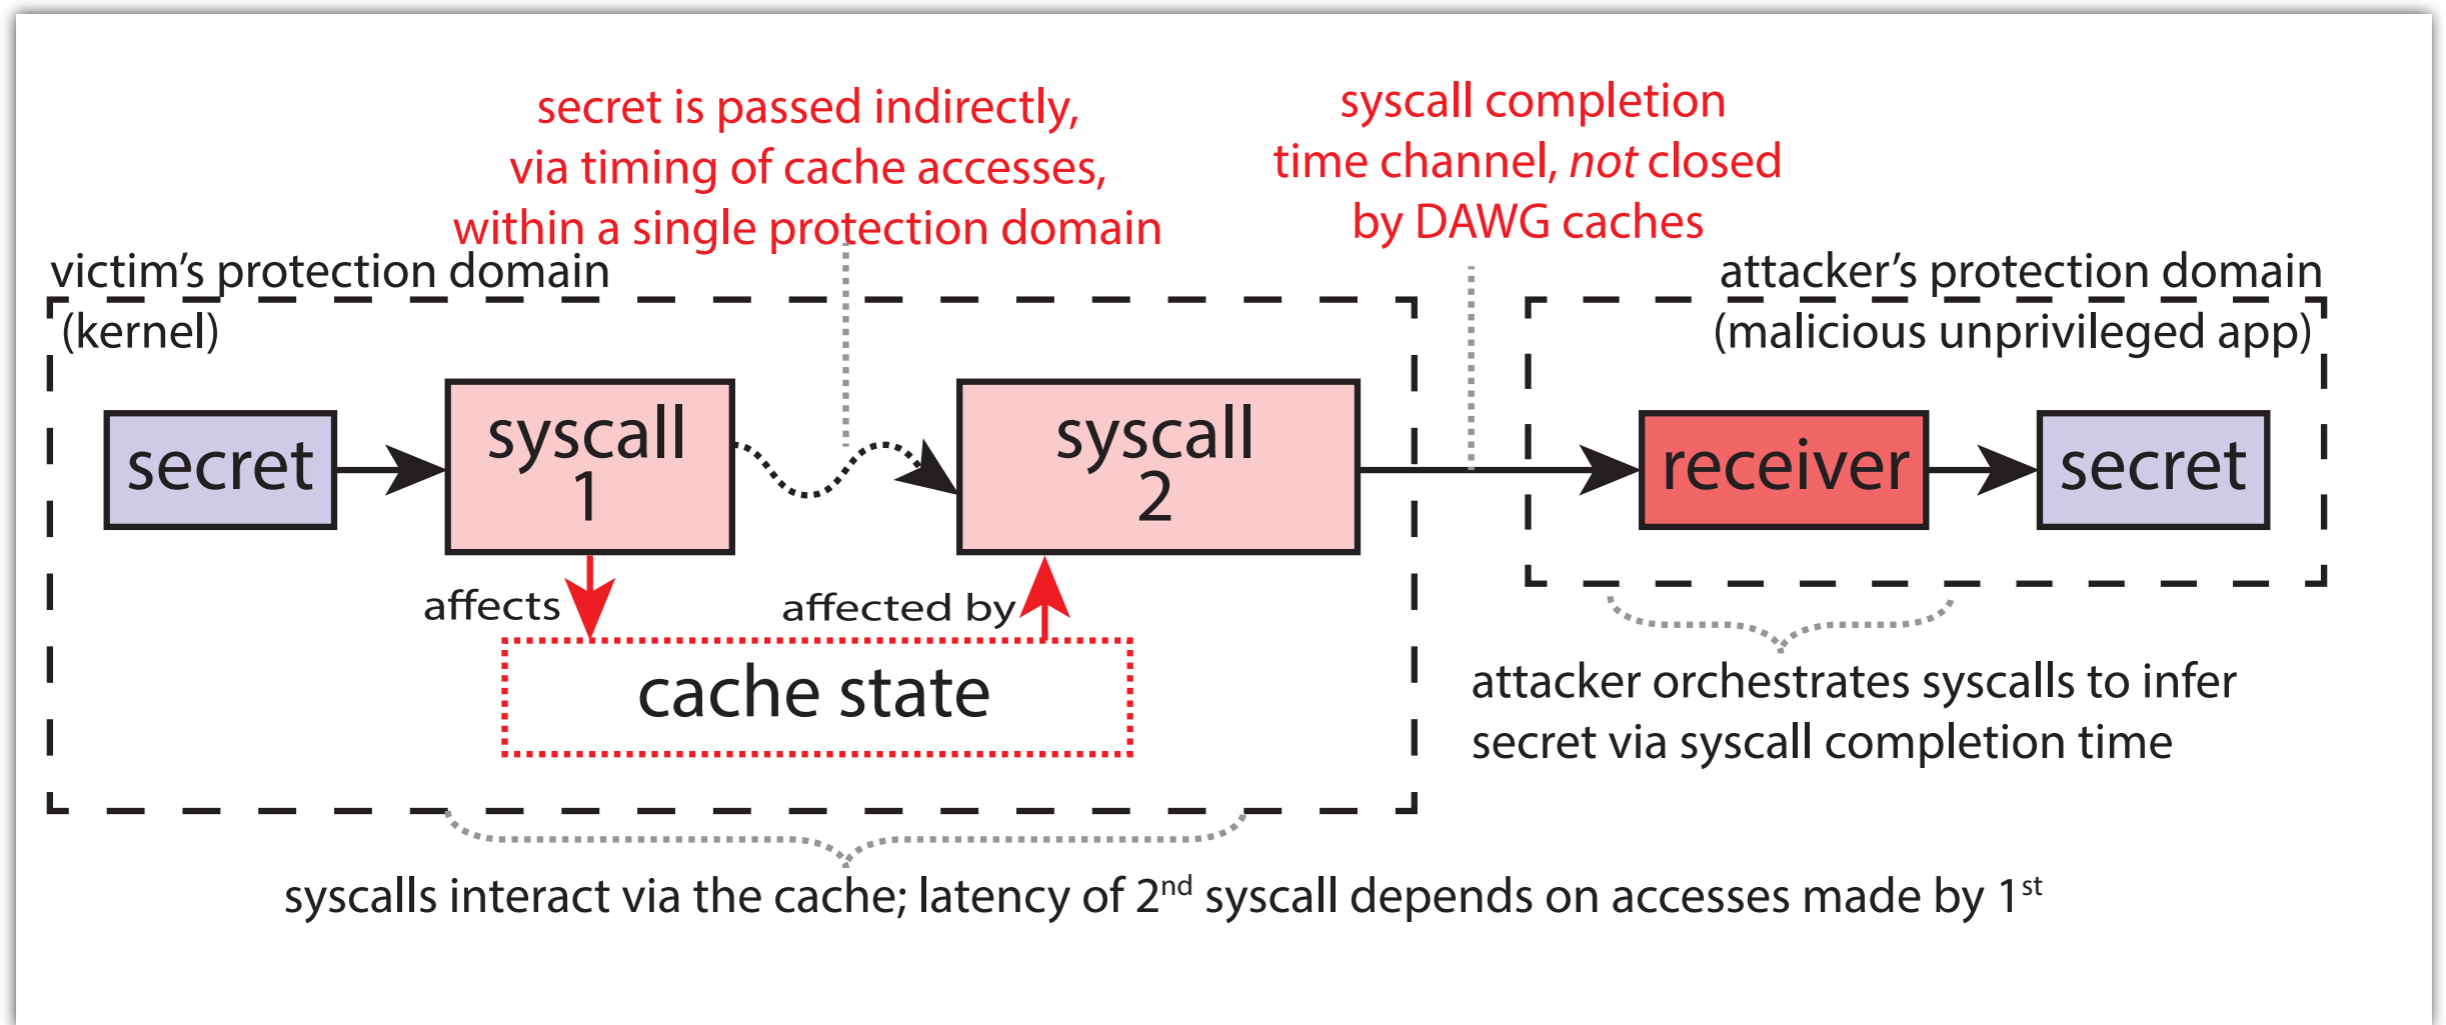 secret is passed indirectly,
via timing of cache accesses,
within a single protection domain
syscall completion
time channel, not closed
by DAWG caches
victim’s protection domain
(kernel)
attacker’s protection domain
(malicious unprivileged app)
secret
syscall
1
syscall
2
receiver
secret
affects
affected by
cache state
attacker orchestrates syscalls to infer
secret via syscall completion time
syscalls interact via the cache; latency of 2nd syscall depends on accesses made by 1st